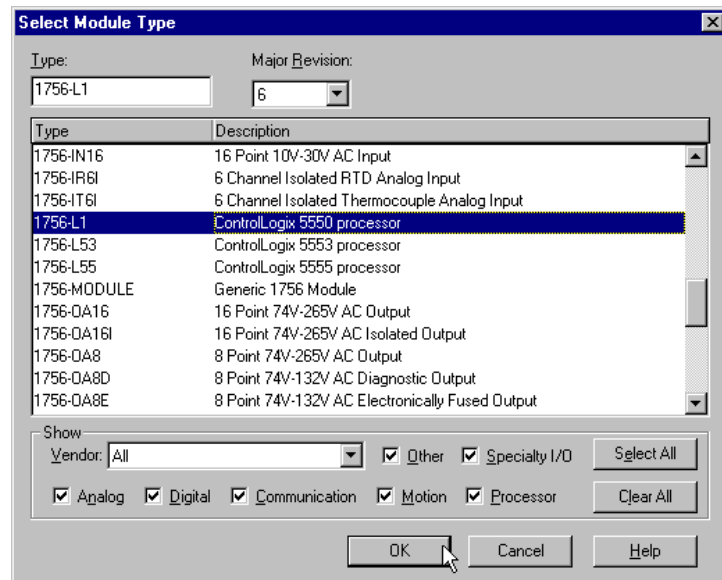 Select Module Type
Type: Major Revision:
1756-L1 6
Type Description
1756-IN16 16 Point 10V-30V AC Input
1756-IR6I 6 Channel Isolated RTD Analog Input
1756-IT6I 6 Channel Isolated Thermocouple Analog Input
1756-L1 ControlLogix 5550 processor
1756-L53 ControlLogix 5553 processor
1756-L55 ControlLogix 5555 processor
1756-MODULE Generic 1756 Module
1756-OA16 16 Point 74V-265V AC Output
1756-OA16I 16 Point 74V-265V AC Isolated Output
1756-OA8 8 Point 74V-265V AC Output
1756-OA8D 8 Point 74V-132V AC Diagnostic Output
1756-OA8E 8 Point 74V-132V AC Electronically Fused Output
Show
Vendor: All Other Specialty I/O Select All
Analog Digital Communication Motion Processor Clear All
OK Cancel Help